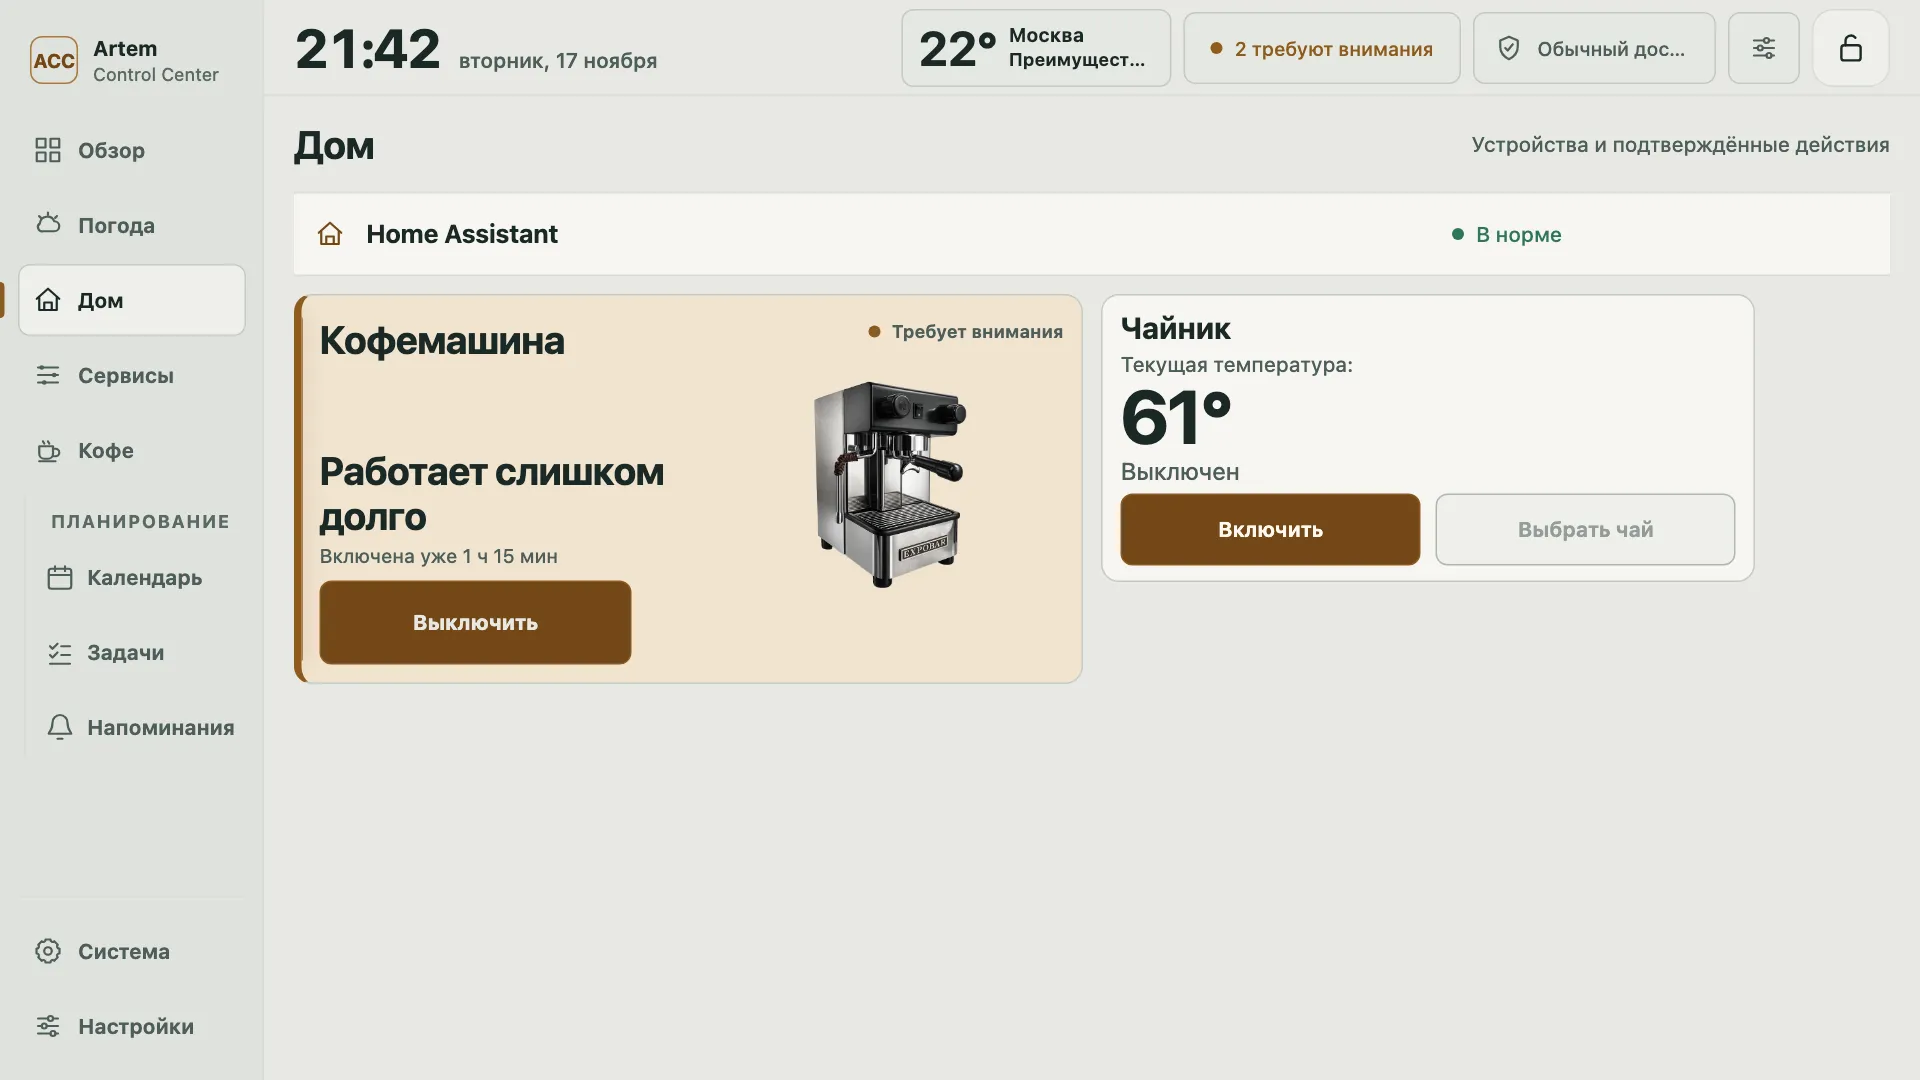 ACC
Artem
Control Center
Обзор
Погода
Дом
Сервисы
Кофе
ПЛАНИРОВАНИЕ
Календарь
Задачи
Напоминания
Система
Настройки
21:42 вторник, 17 ноября
22° Москва
Преимущест...
2 требуют внимания
Обычный дос...
Дом
Устройства и подтверждённые действия
Home Assistant
В норме
Кофемашина
Требует внимания
Работает слишком
долго
Включена уже 1 ч 15 мин
Выключить
EXPOBAR
Чайник
Текущая температура:
61°
Выключен
Включить
Выбрать чай